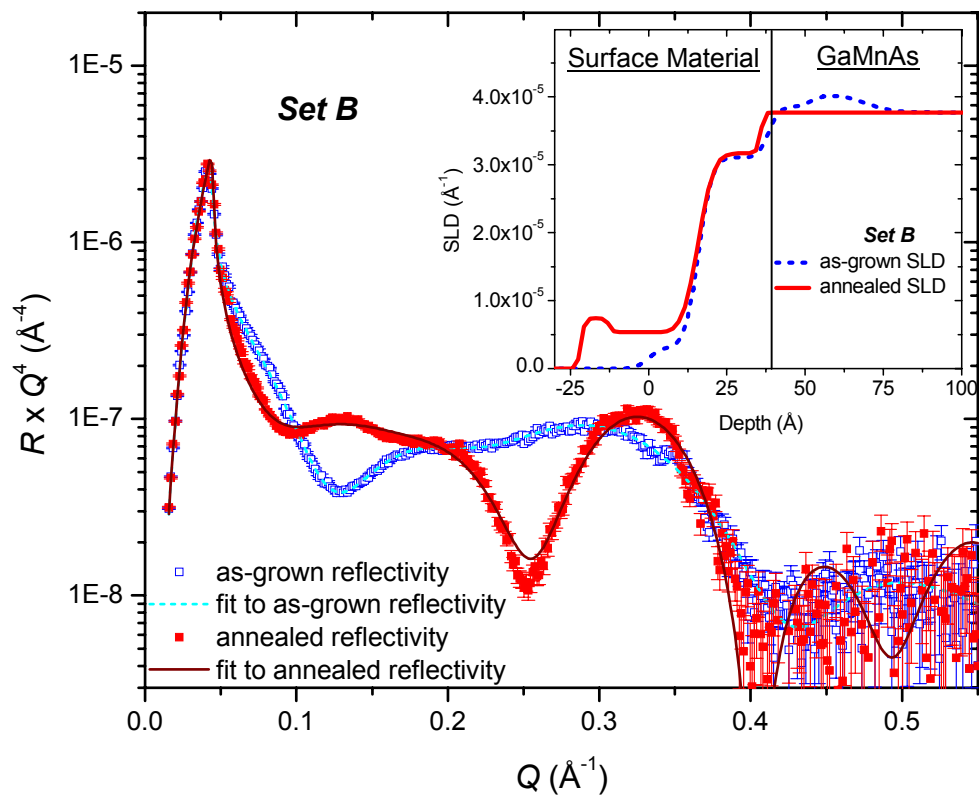 1E-5
1E-6
1E-7
1E-8
R x Q⁴ (Å⁻⁴)
Set B
as-grown reflectivity
fit to as-grown reflectivity
annealed reflectivity
fit to annealed reflectivity
0.0 0.1 0.2 0.3 0.4 0.5
Q (Å⁻¹)
Surface Material GaMnAs
4.0x10⁻⁵
3.0x10⁻⁵
2.0x10⁻⁵
1.0x10⁻⁵
0.0
SLD (Å⁻¹)
Set B
as-grown SLD
annealed SLD
-25 0 25 50 75 100
Depth (Å)